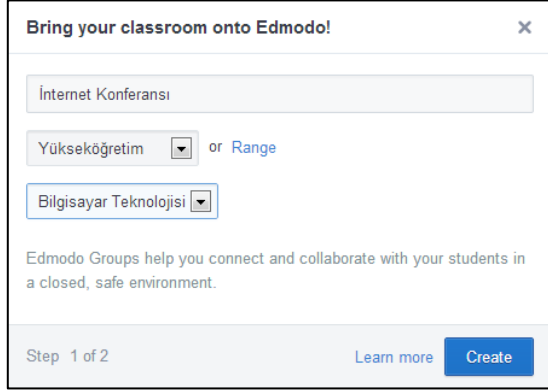 Bring your classroom onto Edmodo! ×
İnternet Konferansı
Yükseköğretim or Range
Bilgisayar Teknolojisi
Edmodo Groups help you connect and collaborate with your students in
a closed, safe environment.
Step 1 of 2 Learn more Create